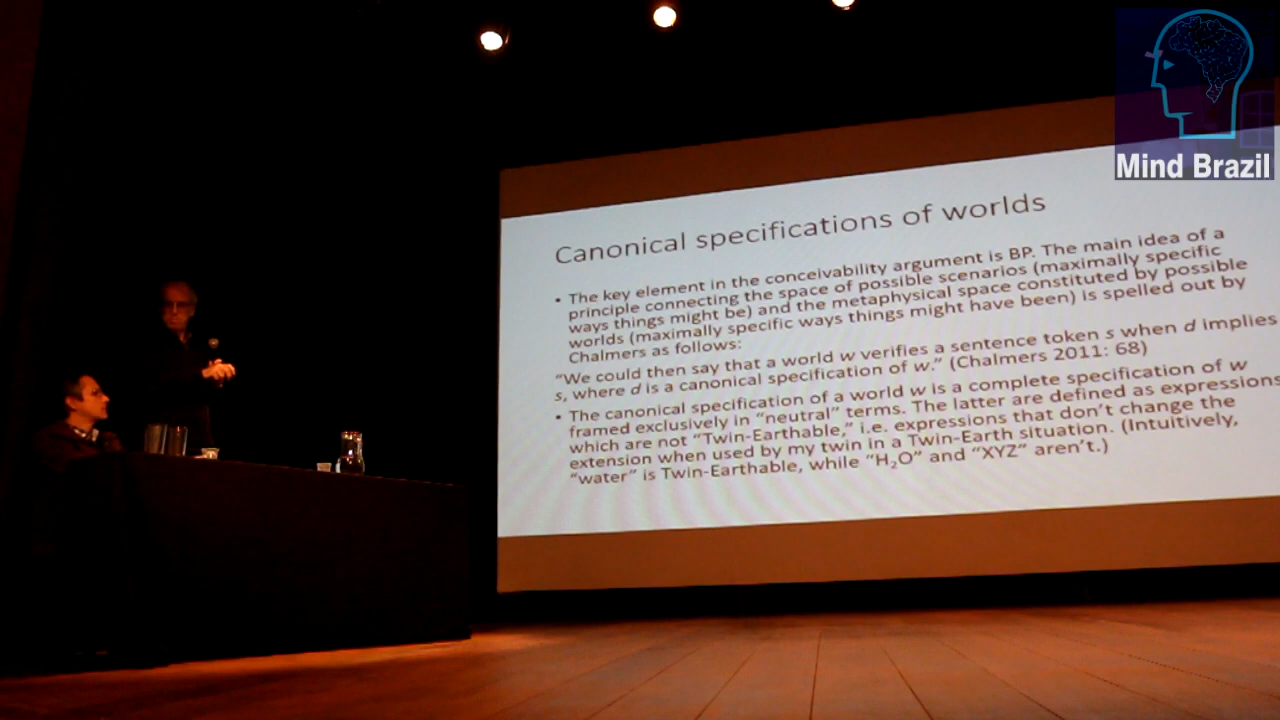 Mind Brazil
Canonical specifications of worlds
• The key element in the conceivability argument is BP. The main idea of a
principle connecting the space of possible scenarios (maximally specific
ways things might be) and the metaphysical space constituted by possible
worlds (maximally specific ways things might have been) is spelled out by
Chalmers as follows:
“We could then say that a world w verifies a sentence token s when d implies
s, where d is a canonical specification of w.” (Chalmers 2011: 68)
• The canonical specification of a world w is a complete specification of w
framed exclusively in “neutral” terms. The latter are defined as expressions
which are not “Twin-Earthable,” i.e. expressions that don’t change the
extension when used by my twin in a Twin-Earth situation. (Intuitively,
“water” is Twin-Earthable, while “H₂O” and “XYZ” aren’t.)